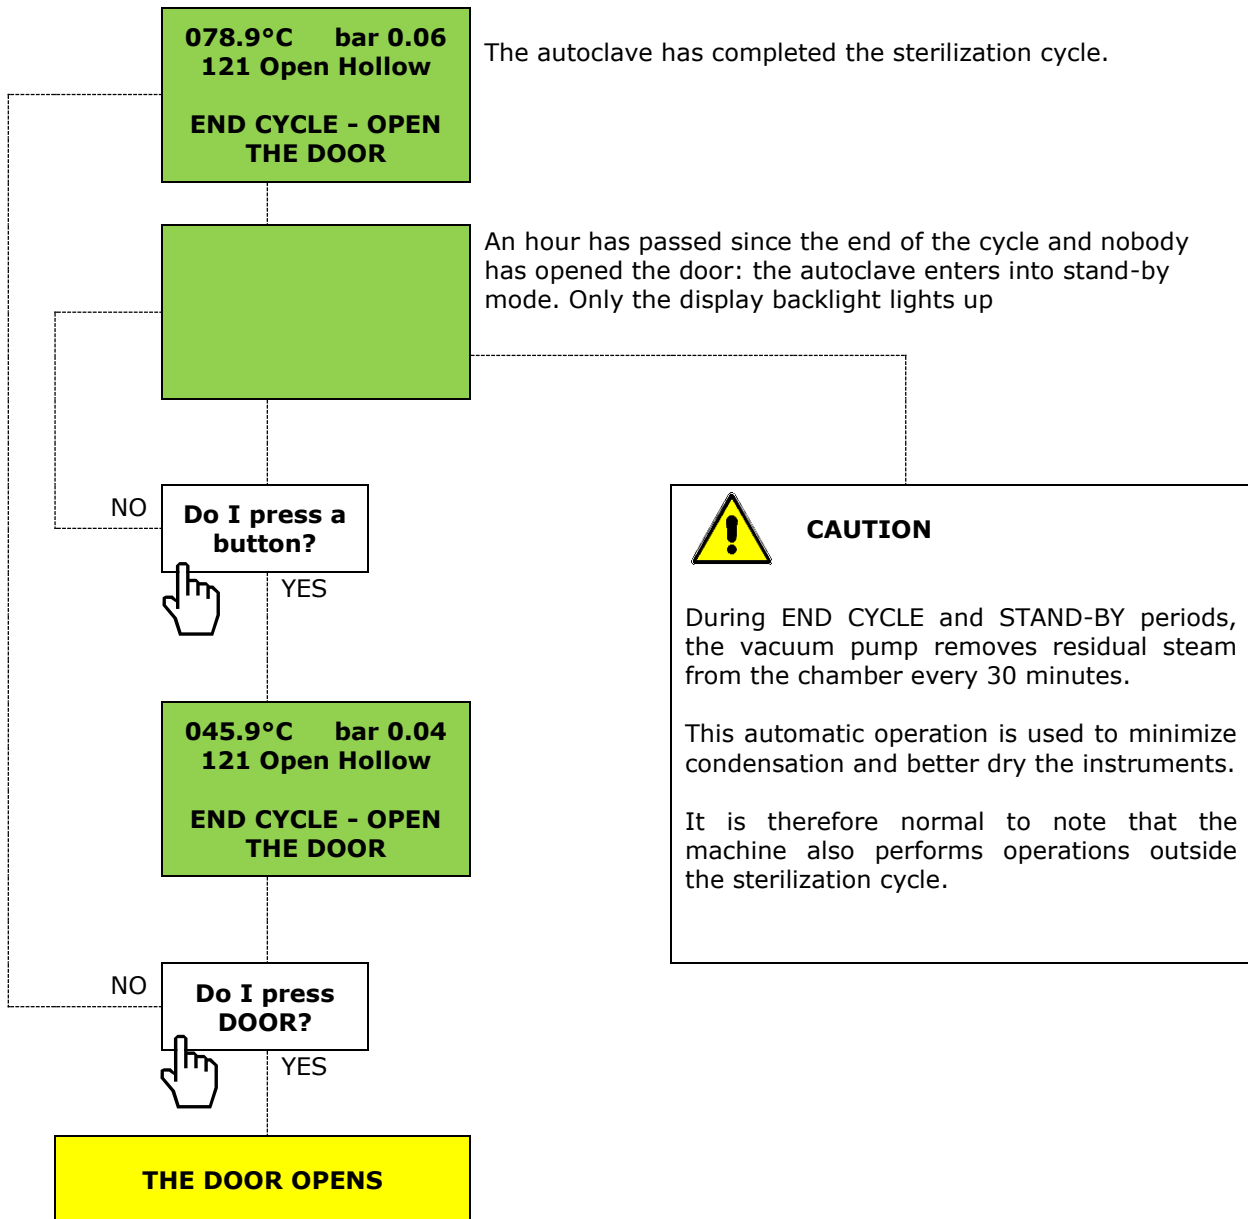 078.9°C bar 0.06
121 Open Hollow
END CYCLE - OPEN
THE DOOR
The autoclave has completed the sterilization cycle.
An hour has passed since the end of the cycle and nobody
has opened the door: the autoclave enters into stand-by
mode. Only the display backlight lights up
NO
Do I press a
button?
YES
CAUTION
During END CYCLE and STAND-BY periods,
the vacuum pump removes residual steam
from the chamber every 30 minutes.
This automatic operation is used to minimize
condensation and better dry the instruments.
It is therefore normal to note that the
machine also performs operations outside
the sterilization cycle.
045.9°C bar 0.04
121 Open Hollow
END CYCLE - OPEN
THE DOOR
NO
Do I press
DOOR?
YES
THE DOOR OPENS